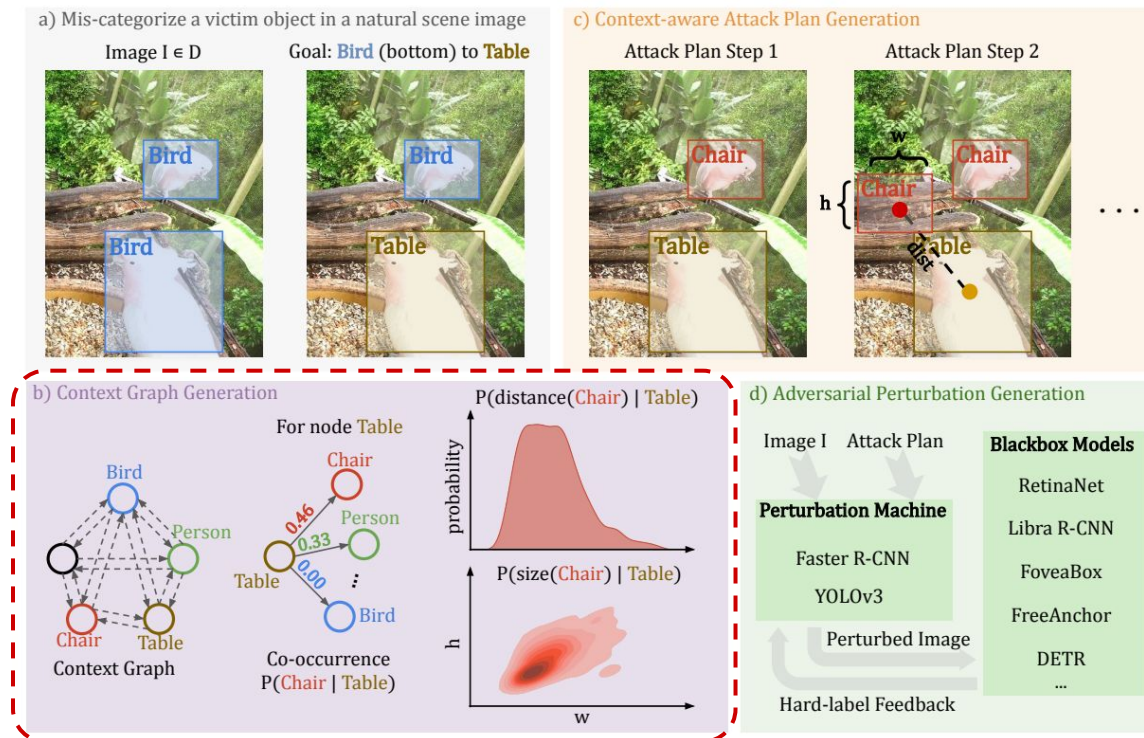 a) Mis-categorize a victim object in a natural scene image
Image I ∈ D
Goal: Bird (bottom) to Table
Bird
Bird
Bird
Table
c) Context-aware Attack Plan Generation
Attack Plan Step 1
Attack Plan Step 2
Chair
Table
w
Chair
Chair
h
Table
dist
...
b) Context Graph Generation
Bird
Person
Chair
Table
Context Graph
For node Table
Chair
0.46
Person
0.33
Table
0.00
...
Bird
Co-occurrence
P(Chair | Table)
P(distance(Chair) | Table)
probability
P(size(Chair) | Table)
h
w
d) Adversarial Perturbation Generation
Image I
Attack Plan
Perturbation Machine
Faster R-CNN
YOLOv3
Blackbox Models
RetinaNet
Libra R-CNN
FoveaBox
FreeAnchor
DETR
...
Perturbed Image
Hard-label Feedback